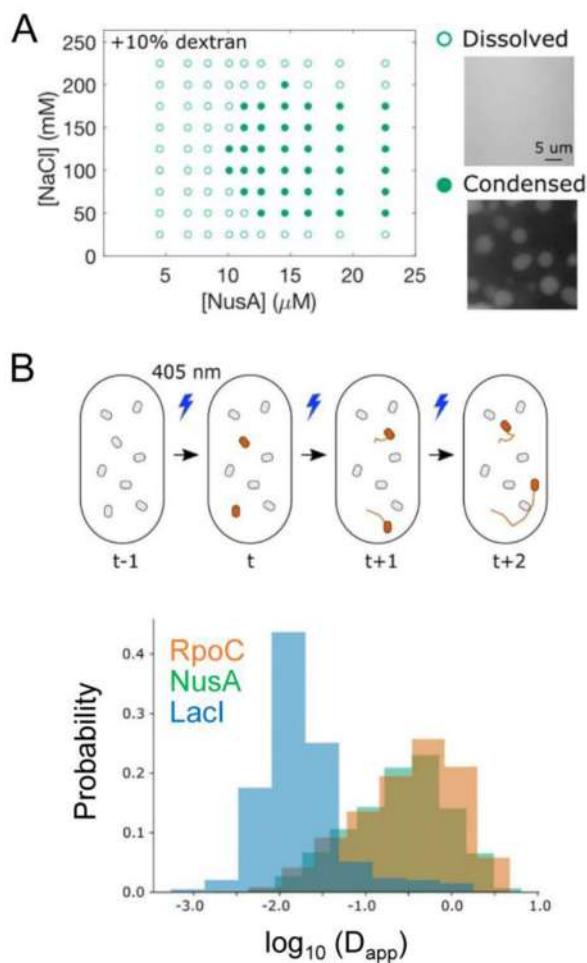 A
+10% dextran
[NaCl] (mM)
250
200
150
100
50
0
5
10
15
20
25
[NusA] (μM)
Dissolved
5 um
Condensed
B
405 nm
t-1
t
t+1
t+2
RpoC
NusA
LacI
Probability
0.4
0.3
0.2
0.1
0.0
-3.0
-2.0
-1.0
0.0
1.0
log₁₀ (D_app)